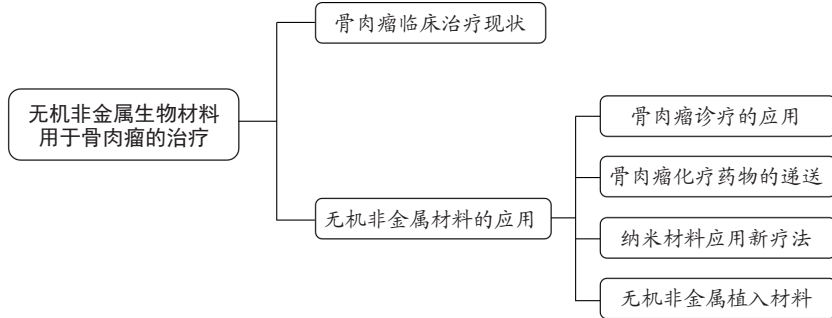 骨肉瘤临床治疗现状
无机非金属生物材料
用于骨肉瘤的治疗
骨肉瘤诊疗的应用
骨肉瘤化疗药物的递送
无机非金属材料的应用
纳米材料应用新疗法
无机非金属植入材料